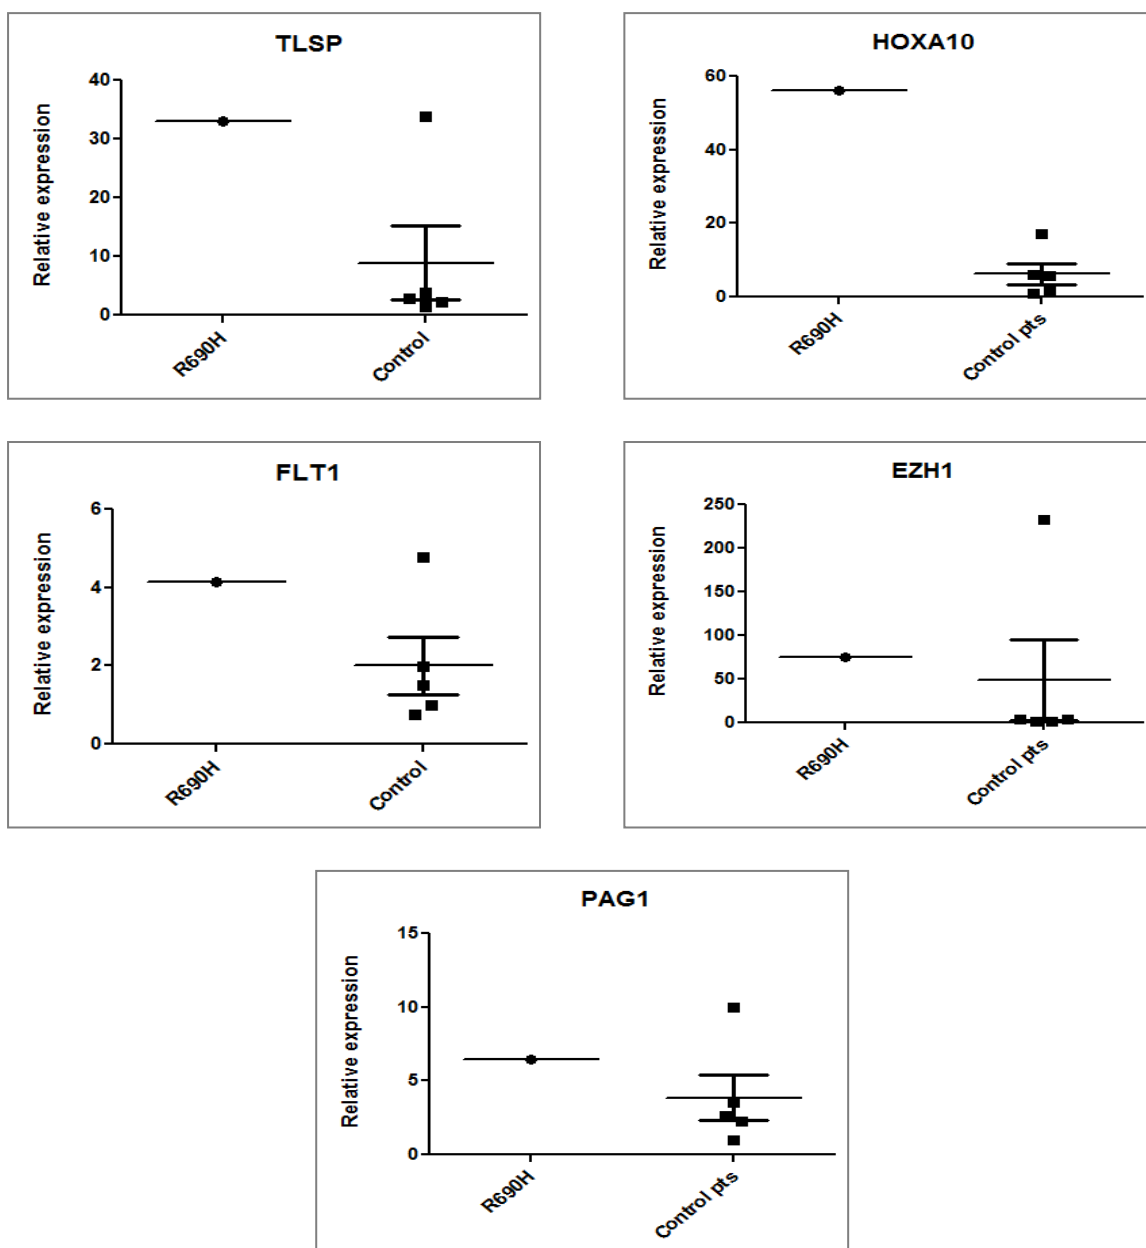 TLSP
Relative expression
40
30
20
10
0
R690H
Control
HOXA10
Relative expression
60
40
20
0
R690H
Control pts
FLT1
Relative expression
6
4
2
0
R690H
Control
EZH1
Relative expression
250
200
150
100
50
0
R690H
Control pts
PAG1
Relative expression
15
10
5
0
R690H
Control pts